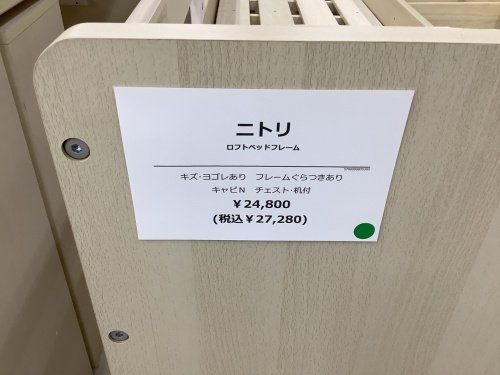 ニトリ
ロフトベッドフレーム
キズ・ヨゴレあり　フレームぐらつきあり
キャビN　チェスト・机付
￥24,800
(税込￥27,280)